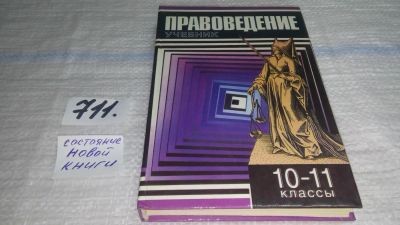 ПРАВОВЕДЕНИЕ
УЧЕБНИК
711.
состояние
новой
книги
10-11
классы